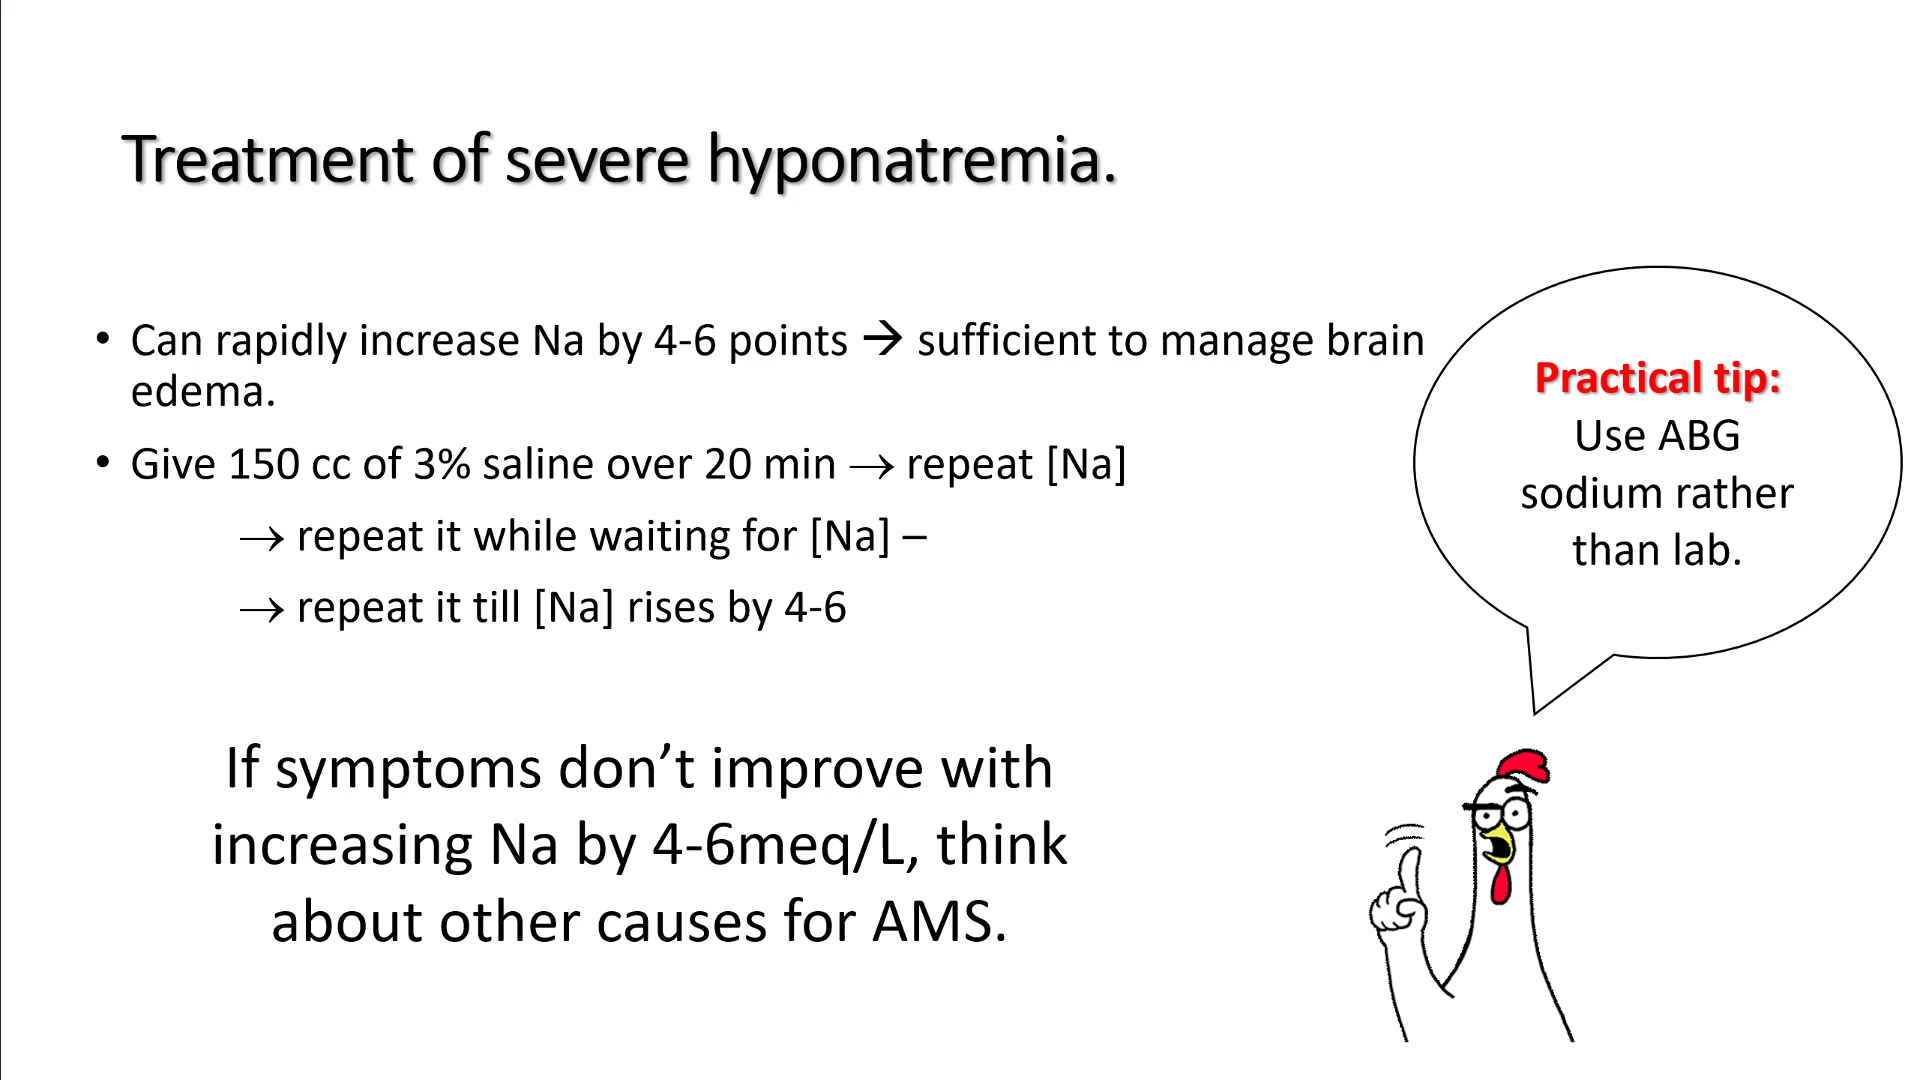 Treatment of severe hyponatremia.
• Can rapidly increase Na by 4-6 points → sufficient to manage brain
edema.
• Give 150 cc of 3% saline over 20 min → repeat [Na]
→ repeat it while waiting for [Na] –
→ repeat it till [Na] rises by 4-6
If symptoms don’t improve with
increasing Na by 4-6meq/L, think
about other causes for AMS.
Practical tip:
Use ABG
sodium rather
than lab.